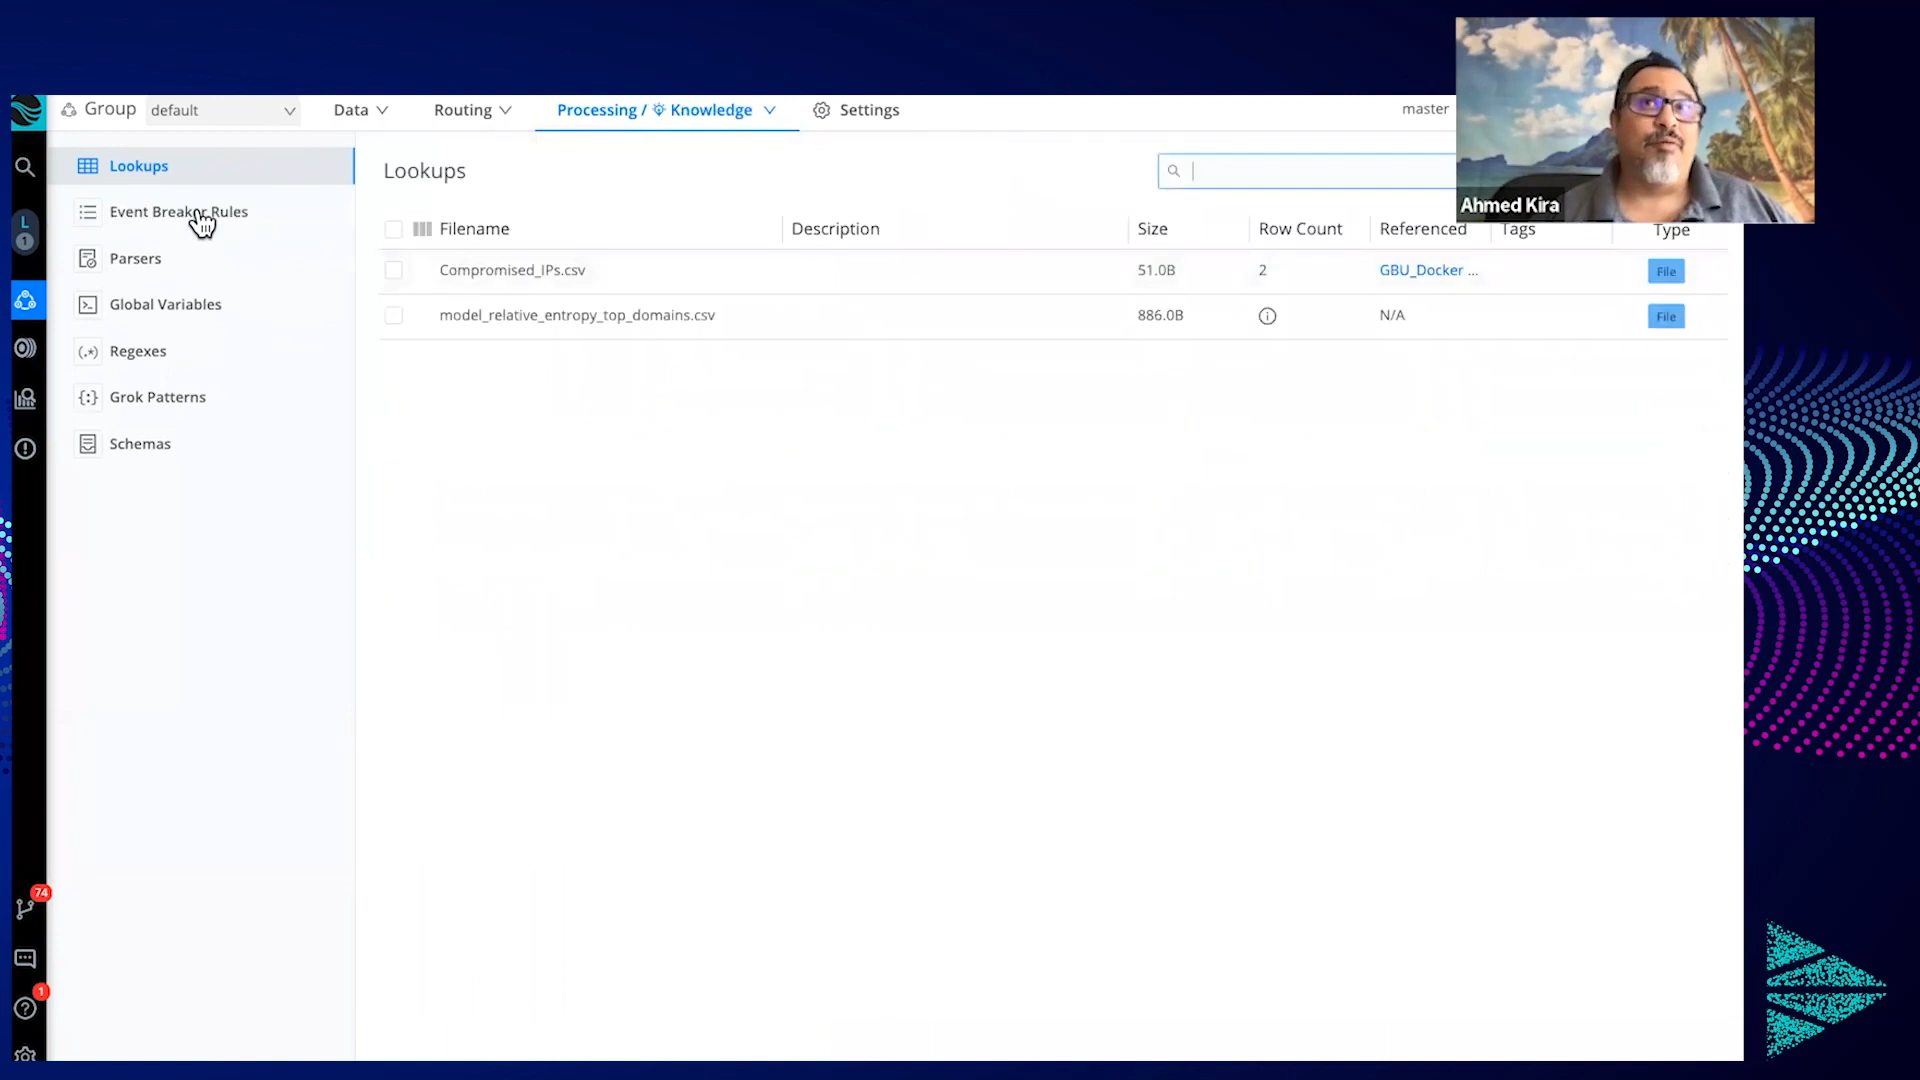 Group default Data Routing Processing / Knowledge Settings master
Ahmed Kira
Lookups
Event Breaker Rules
Parsers
Global Variables
Regexes
Grok Patterns
Schemas
L
1
74
1
Lookups
Filename Description Size Row Count Referenced Tags Type
Compromised_IPs.csv 51.0B 2 GBU_Docker ... File
model_relative_entropy_top_domains.csv 886.0B N/A File